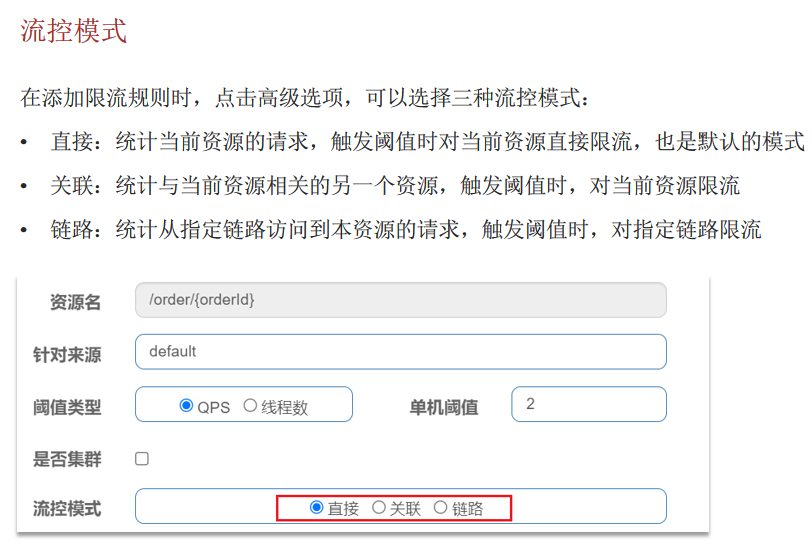 流控模式
在添加限流规则时，点击高级选项，可以选择三种流控模式：
• 直接：统计当前资源的请求，触发阈值时对当前资源直接限流，也是默认的模式
• 关联：统计与当前资源相关的另一个资源，触发阈值时，对当前资源限流
• 链路：统计从指定链路访问到本资源的请求，触发阈值时，对指定链路限流
资源名 /order/{orderId}
针对来源 default
阈值类型 QPS 线程数 单机阈值 2
是否集群
流控模式 直接 关联 链路